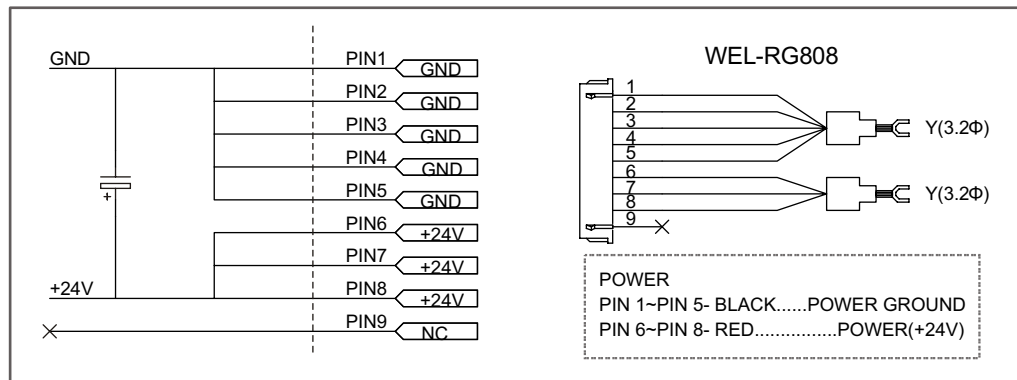 GND
PIN1 GND
PIN2 GND
PIN3 GND
PIN4 GND
PIN5 GND
+
PIN6 +24V
PIN7 +24V
+24V
PIN8 +24V
PIN9 NC
WEL-RG808
1
2
3
4
5
6
7
8
9
Y(3.2Φ)
Y(3.2Φ)
POWER
PIN 1~PIN 5- BLACK......POWER GROUND
PIN 6~PIN 8- RED................POWER(+24V)